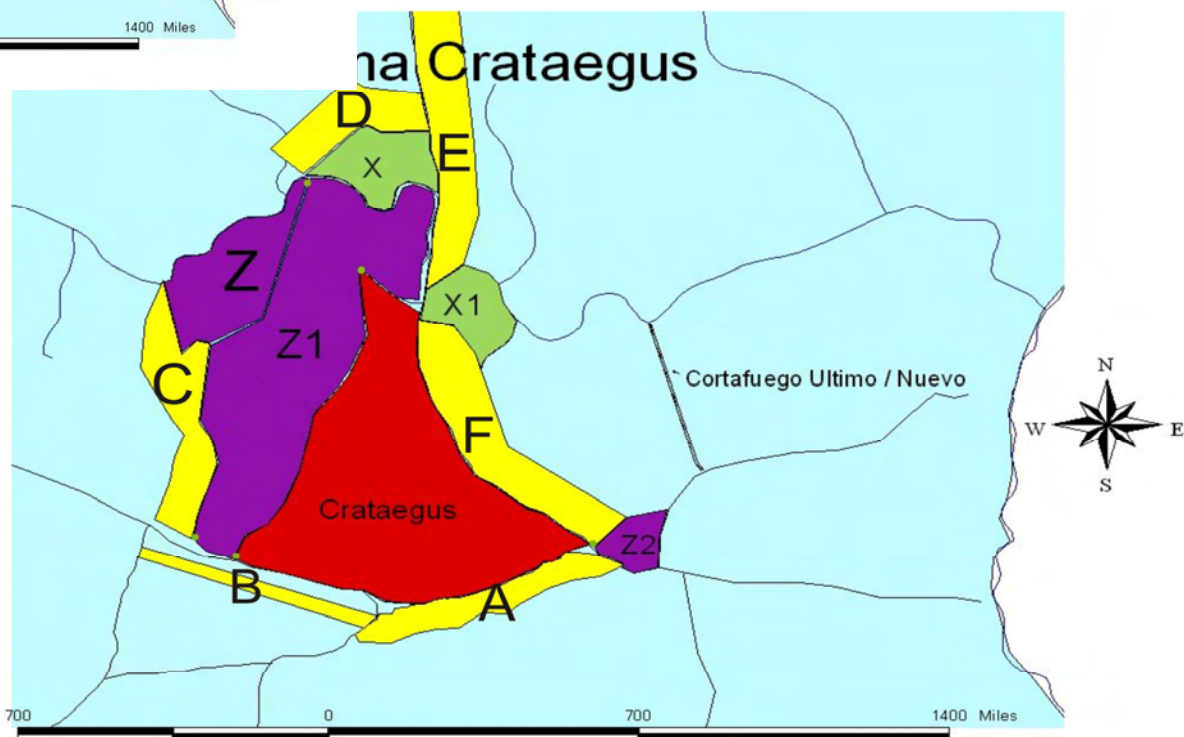 1400 Miles
na Crataegus
D
E
X
Z
X1
Z1
Cortafuego Ultimo / Nuevo
C
F
N
W E
S
Crataegus
Z2
B
A
700 0 700 1400 Miles